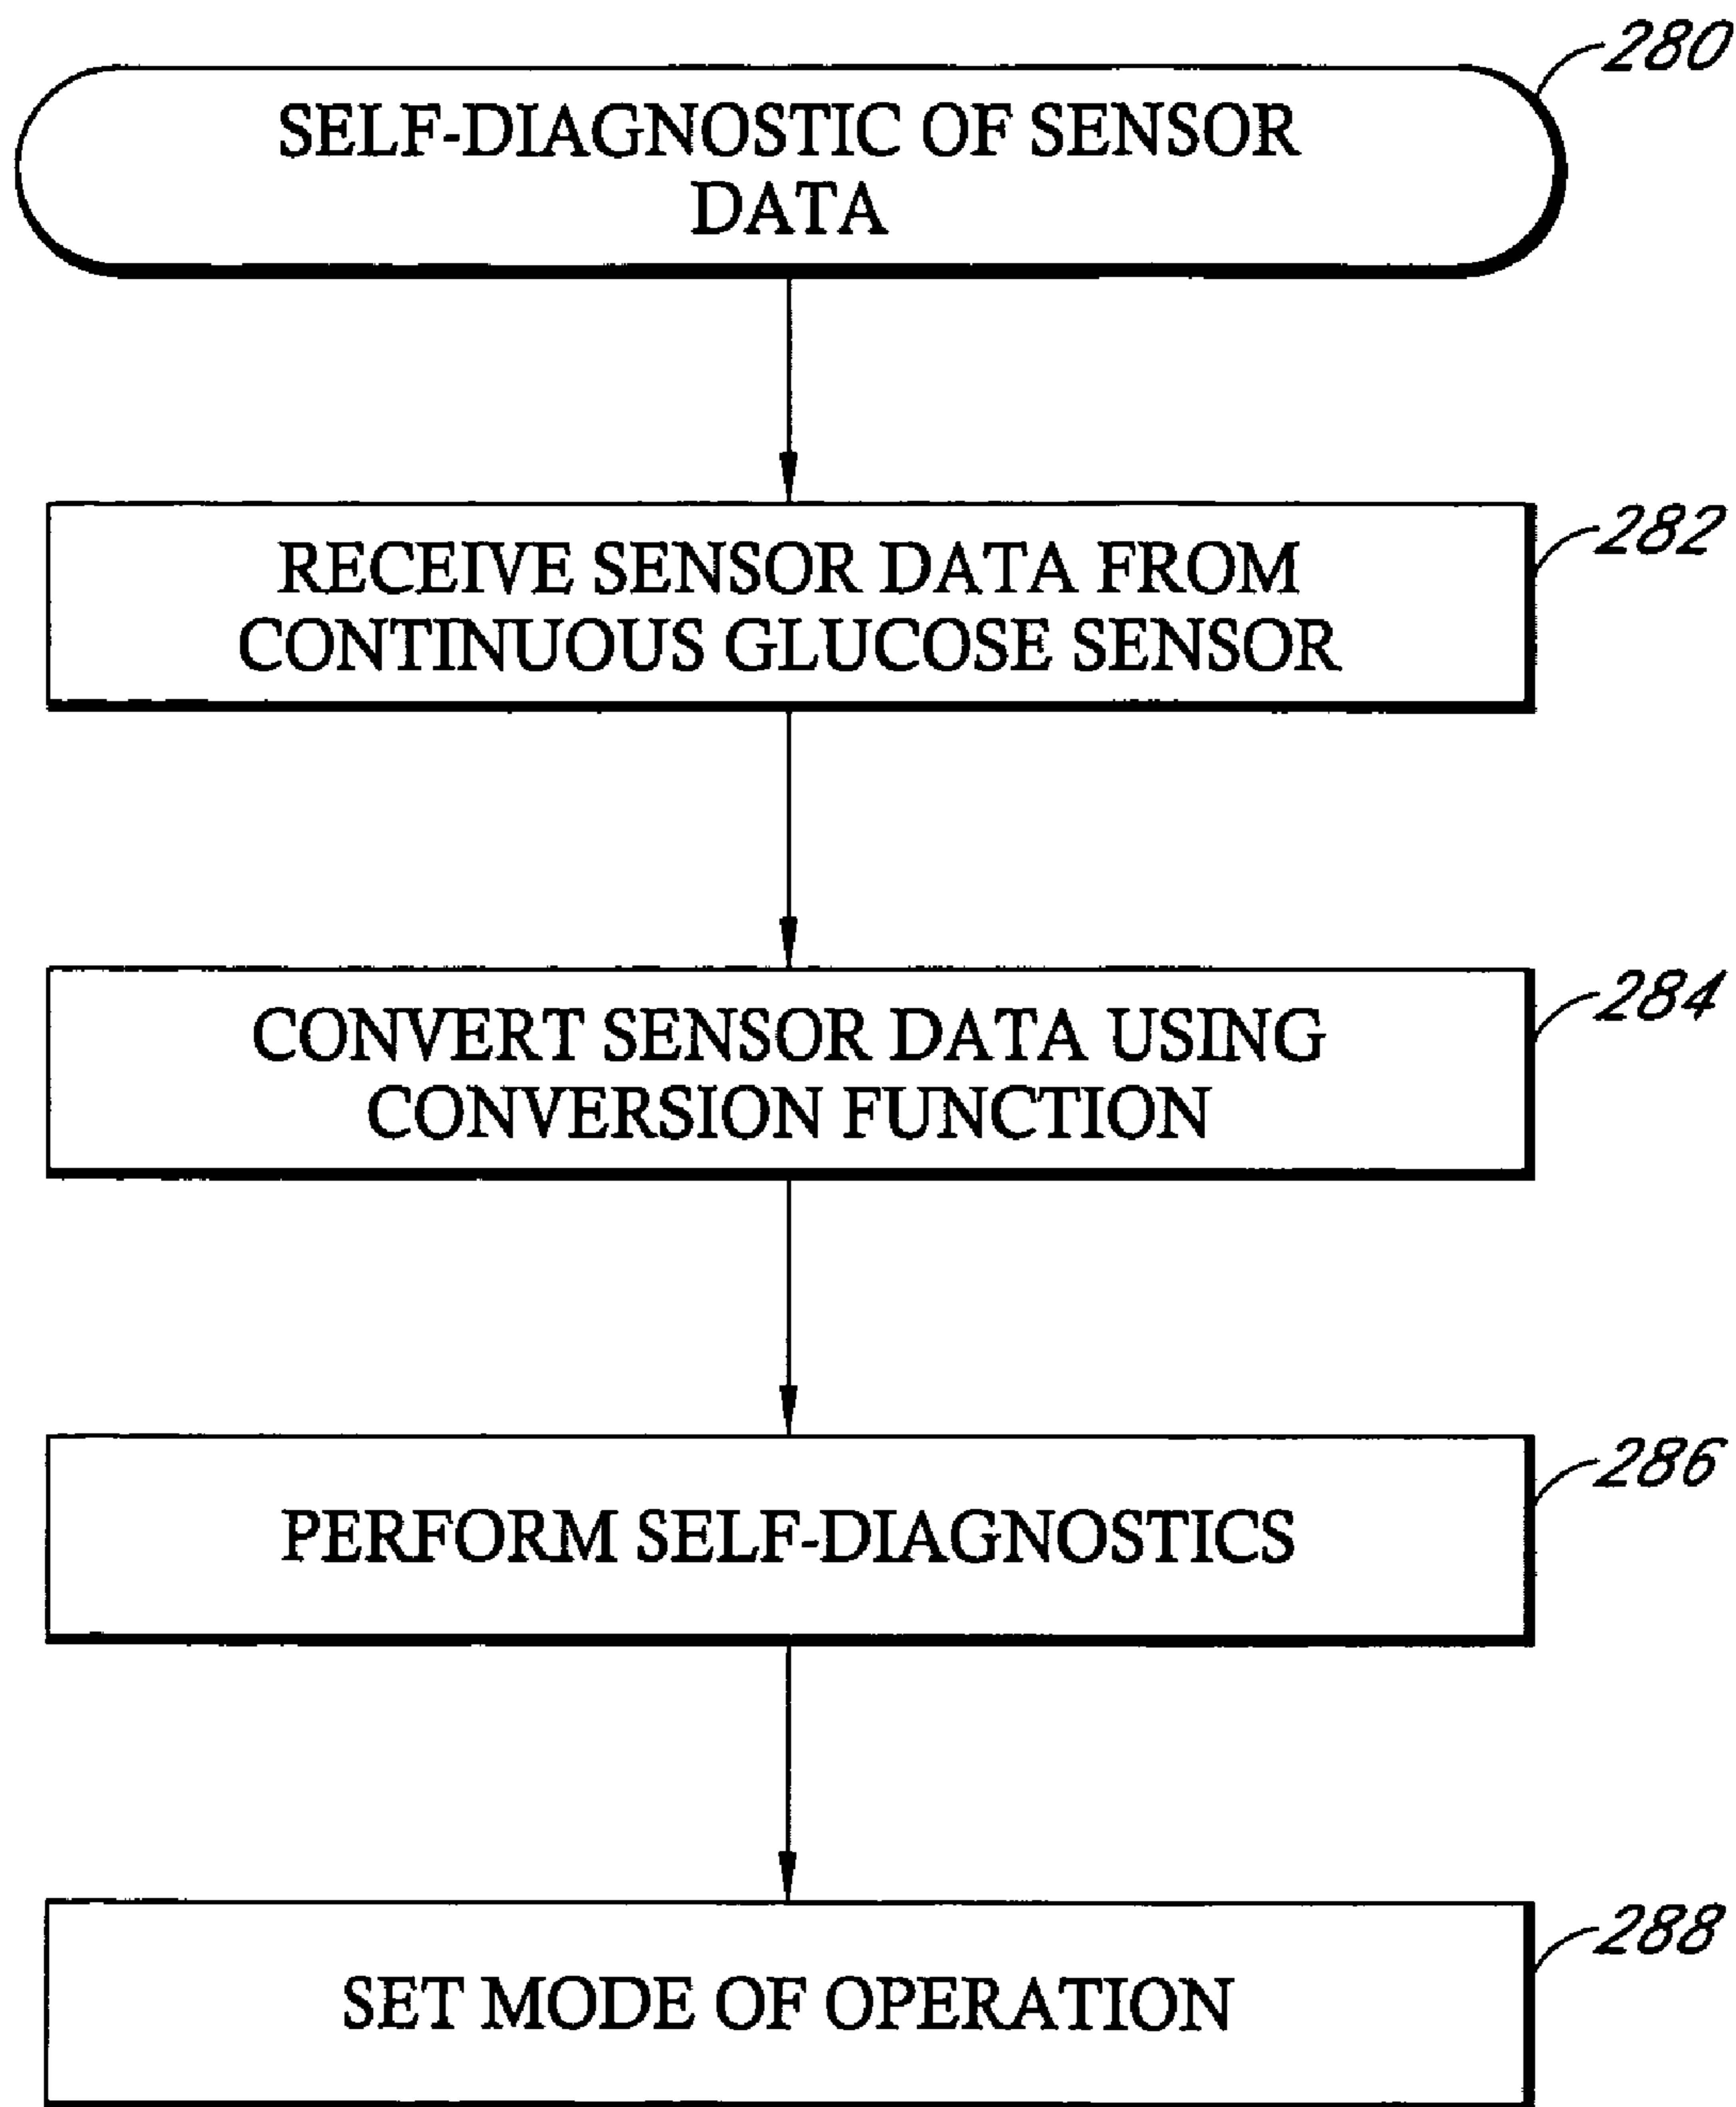 280
SELF-DIAGNOSTIC OF SENSOR
DATA
282
RECEIVE SENSOR DATA FROM
CONTINUOUS GLUCOSE SENSOR
284
CONVERT SENSOR DATA USING
CONVERSION FUNCTION
286
PERFORM SELF-DIAGNOSTICS
288
SET MODE OF OPERATION